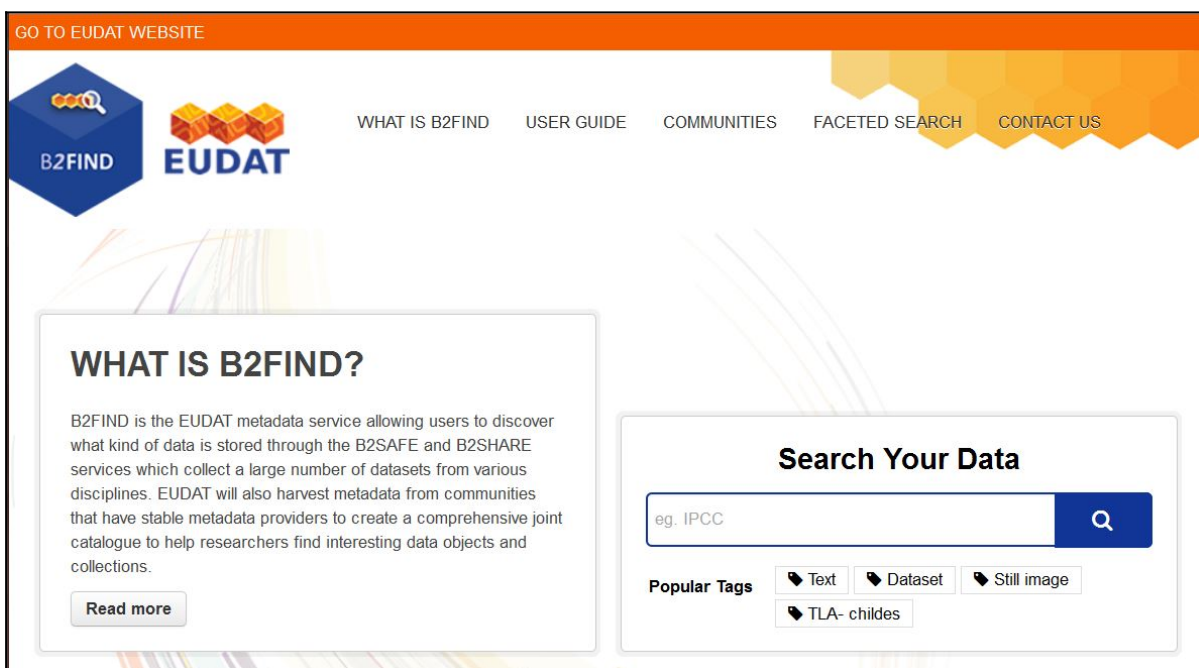 GO TO EUDAT WEBSITE
B2FIND
EUDAT
WHAT IS B2FIND USER GUIDE COMMUNITIES FACETED SEARCH CONTACT US
WHAT IS B2FIND?
B2FIND is the EUDAT metadata service allowing users to discover
what kind of data is stored through the B2SAFE and B2SHARE
services which collect a large number of datasets from various
disciplines. EUDAT will also harvest metadata from communities
that have stable metadata providers to create a comprehensive joint
catalogue to help researchers find interesting data objects and
collections.
Read more
Search Your Data
eg. IPCC
Popular Tags Text Dataset Still image
TLA- childes